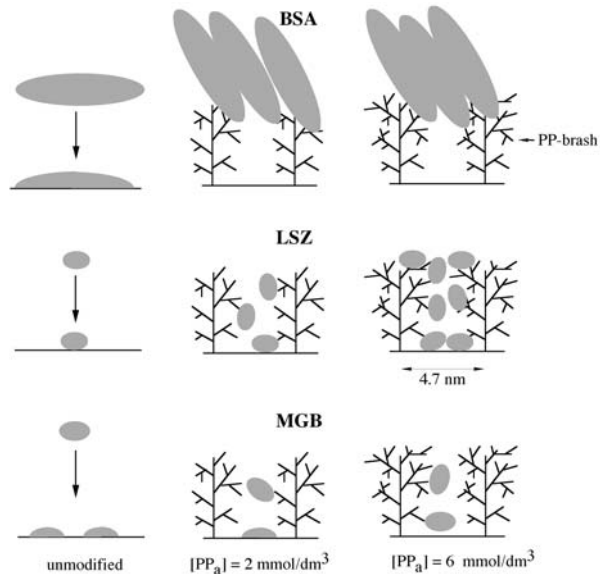 BSA
PP-brash
LSZ
4.7 nm
MGB
unmodified
[PPₐ] = 2 mmol/dm³
[PPₐ] = 6 mmol/dm³